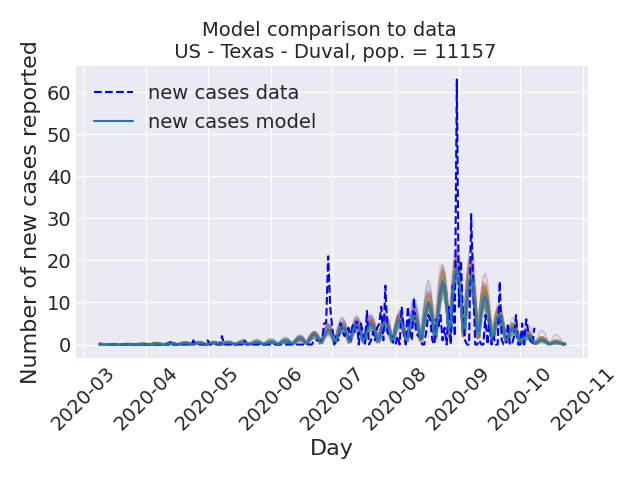 Model comparison to data
US - Texas - Duval, pop. = 11157
Number of new cases reported
60
50
40
30
20
10
0
new cases data
new cases model
2020-03
2020-04
2020-05
2020-06
2020-07
2020-08
2020-09
2020-10
2020-11
Day